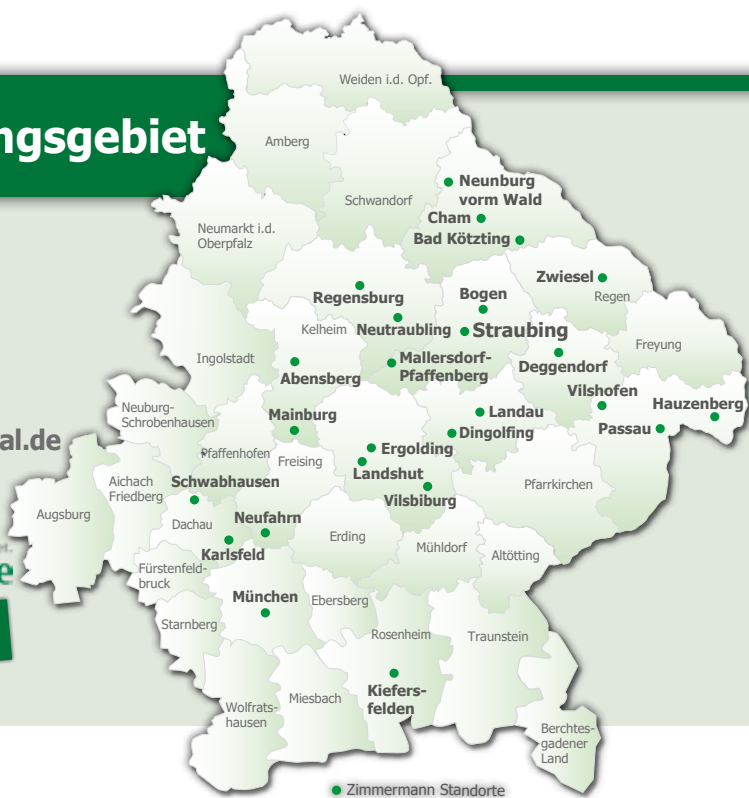 Weiden i.d. Opf.
ngsgebiet
Amberg
Neunburg
vorm Wald
Schwandorf
Cham
Neumarkt i.d.
Oberpfalz
Bad Kötzting
Zwiesel
Regen
Regensburg
Bogen
Kelheim
Neutraubling
Straubing
Freyung
Ingolstadt
Mallersdorf-
Pfaffenberg
Deggendorf
Abensberg
Vilshofen
Neuburg-
Schrobenhausen
Mainburg
Landau
Hauzenberg
Passau
al.de
Dingolfing
Pfaffenhofen
Ergolding
Freising
Landshut
Aichach
Friedberg
Schwabhausen
Pfarrkirchen
Vilsbiburg
Augsburg
Dachau
Neufahrn
Erding
Mühldorf
Altötting
Karlsfeld
Fürstenfeld-
bruck
e
München
Ebersberg
Starnberg
Rosenheim
Traunstein
Kiefers-
felden
Miesbach
Wolfrats-
hausen
Berchtes-
gadener
Land
Zimmermann Standorte